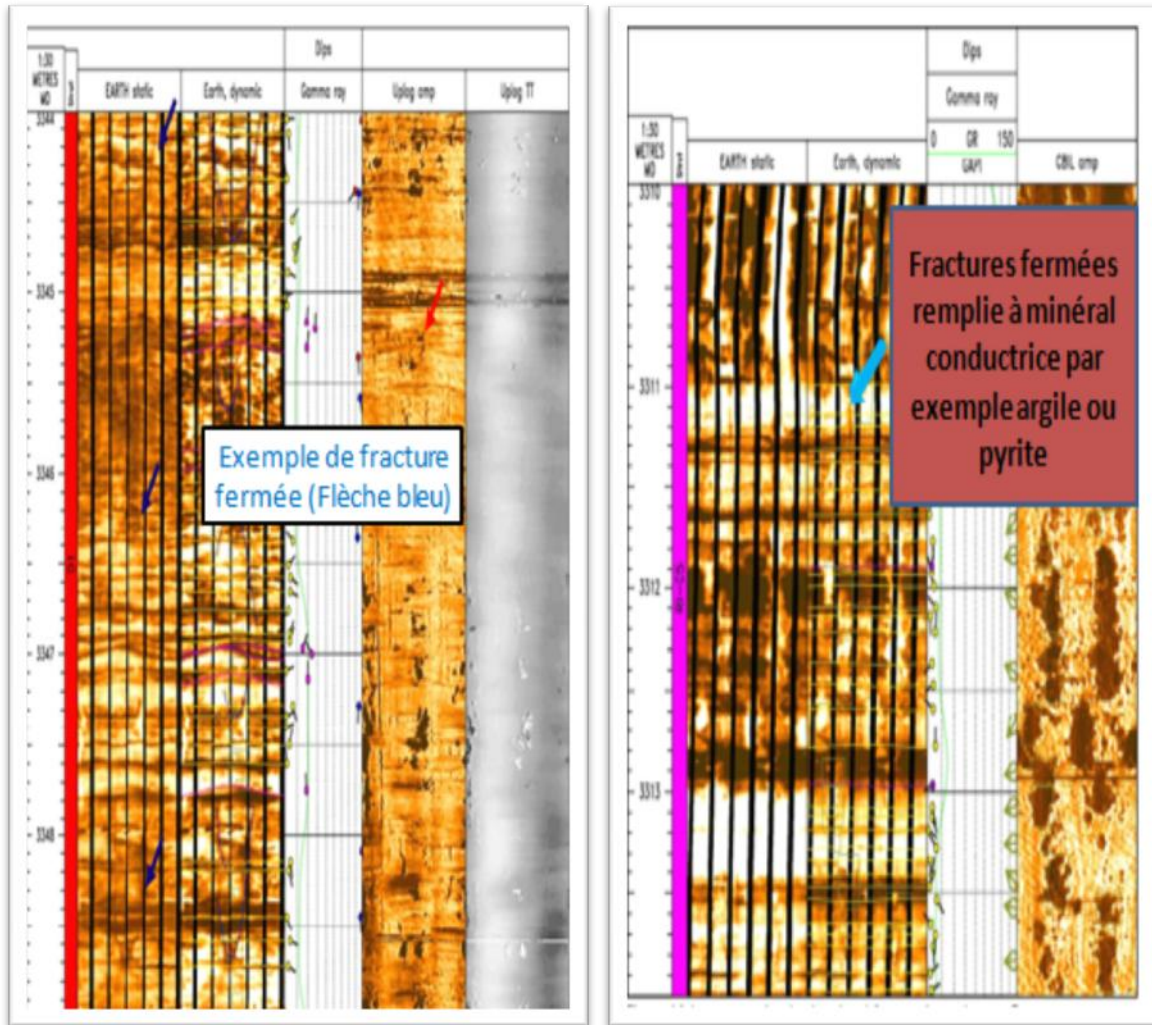 Dips
1:30
METRES
MD
EARTH static
Earth, dynamic
Gamma ray
Uplog amp
Uplog TT
3344
3345
3346
3347
3348
Exemple de fracture
fermée (Flèche bleu)
Dips
Gamma ray
1:30
METRES
MD
0 GR 150
EARTH static
Earth, dynamic
GAPI
CBIL amp
3310
3311
3312
3313
Fractures fermées
remplie à minéral
conductrice par
exemple argile ou
pyrite